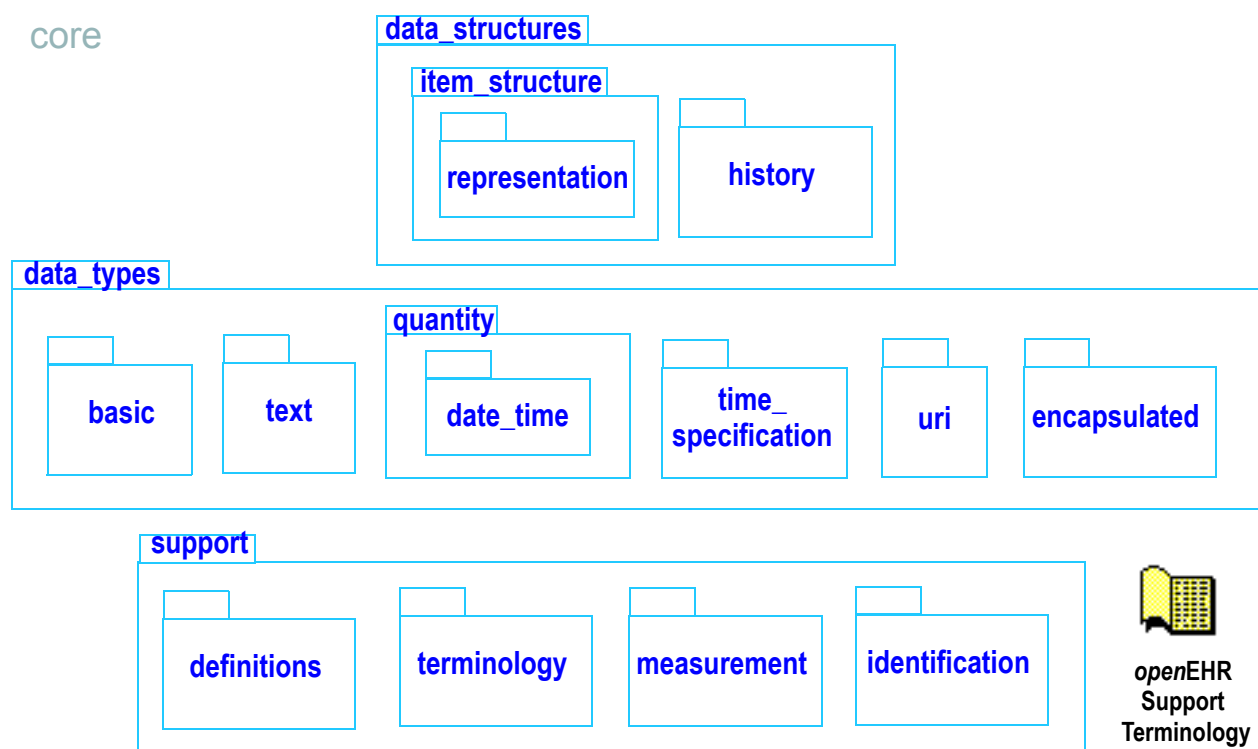 core
data_structures
item_structure
representation
history
data_types
basic
text
quantity
date_time
time_
specification
uri
encapsulated
support
definitions
terminology
measurement
identification
openEHR
Support
Terminology